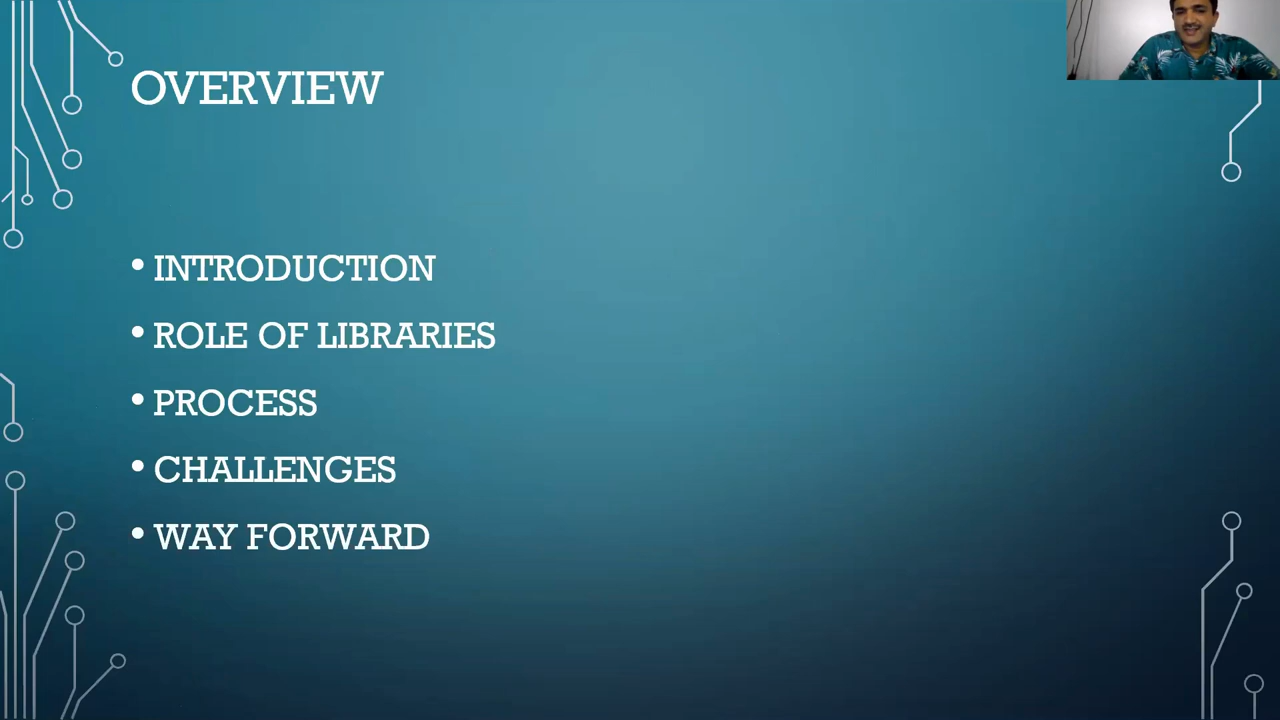 OVERVIEW
• INTRODUCTION
• ROLE OF LIBRARIES
• PROCESS
• CHALLENGES
• WAY FORWARD